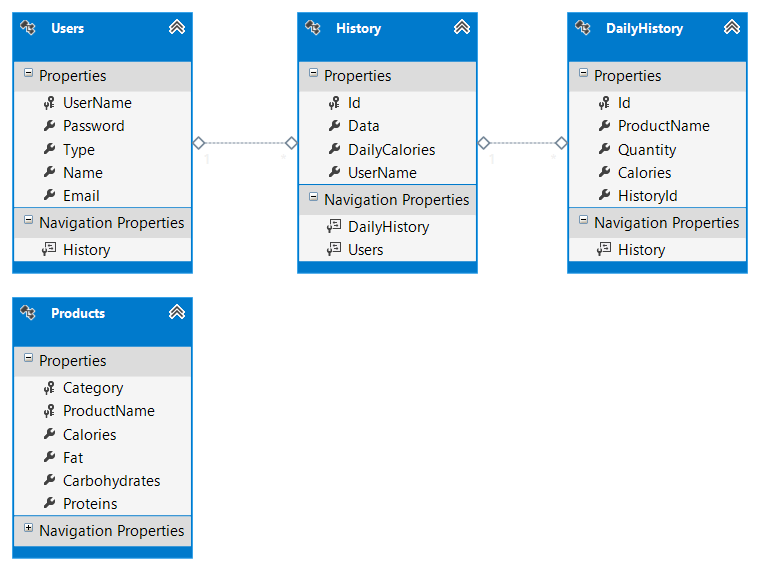 Users
Properties
UserName
Password
Type
Name
Email
Navigation Properties
History
1
*
History
Properties
Id
Data
DailyCalories
UserName
Navigation Properties
DailyHistory
Users
1
*
DailyHistory
Properties
Id
ProductName
Quantity
Calories
HistoryId
Navigation Properties
History
Products
Properties
Category
ProductName
Calories
Fat
Carbohydrates
Proteins
Navigation Properties